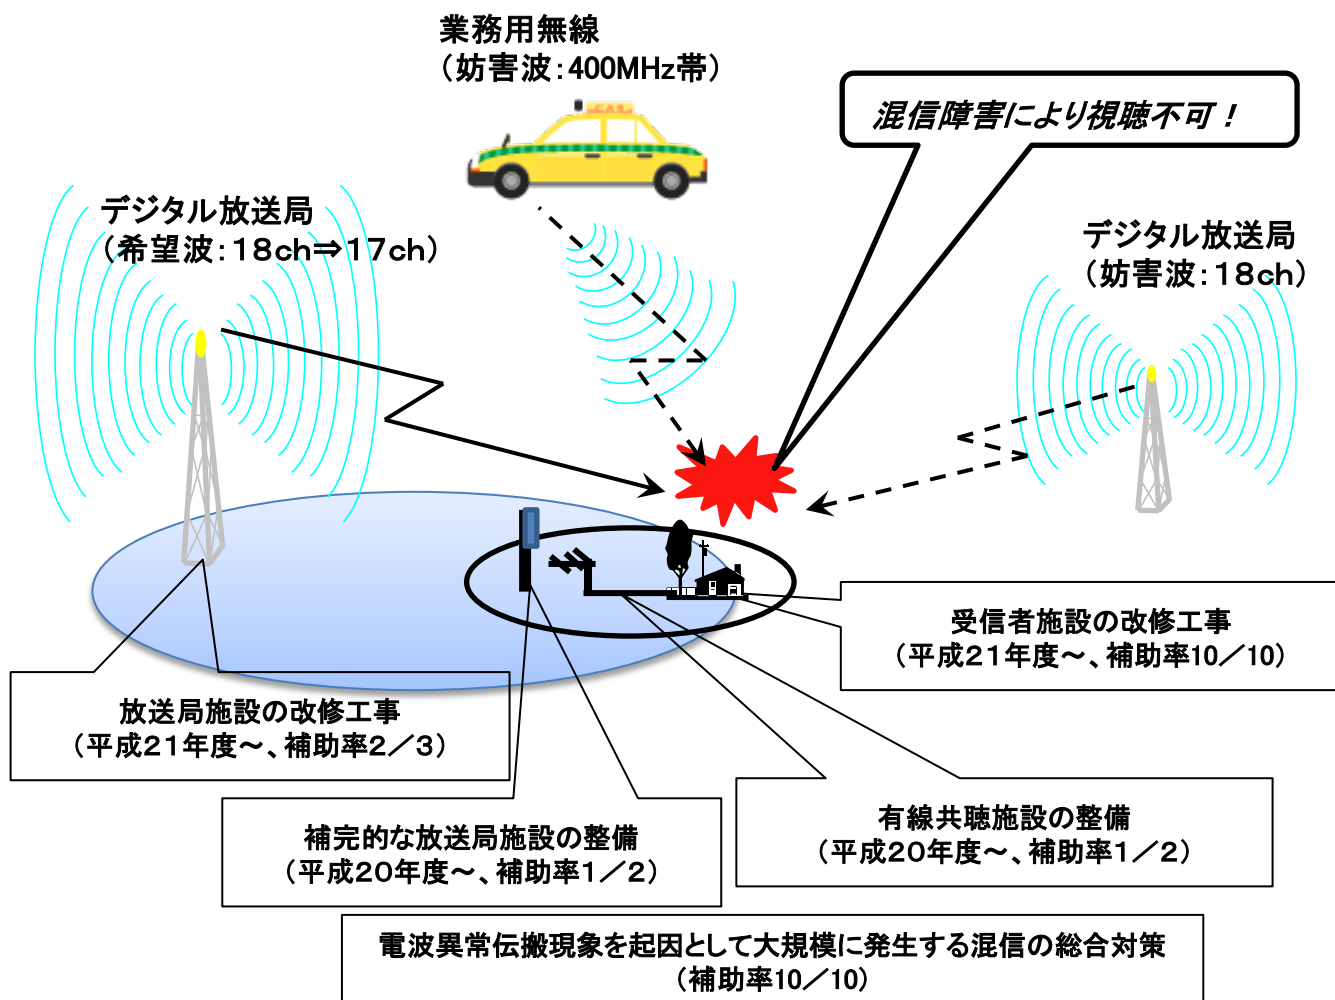 業務用無線
（妨害波：400MHz帯）
混信障害により視聴不可！
デジタル放送局
（希望波：18ch⇒17ch）
デジタル放送局
（妨害波：18ch）
受信者施設の改修工事
（平成21年度～、補助率10／10）
放送局施設の改修工事
（平成21年度～、補助率2／3）
有線共聴施設の整備
（平成20年度～、補助率1／2）
補完的な放送局施設の整備
（平成20年度～、補助率1／2）
電波異常伝搬現象を起因として大規模に発生する混信の総合対策
（補助率10／10）